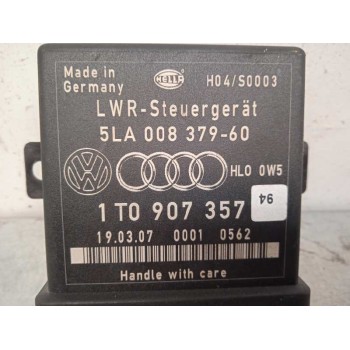 Made in
Germany
HELLA
H04/S0003
LWR-Steuergerät
5LA 008 379-60
HLO 0W5
1T0 907 357
94
19.03.07 0001 0562
Handle with care